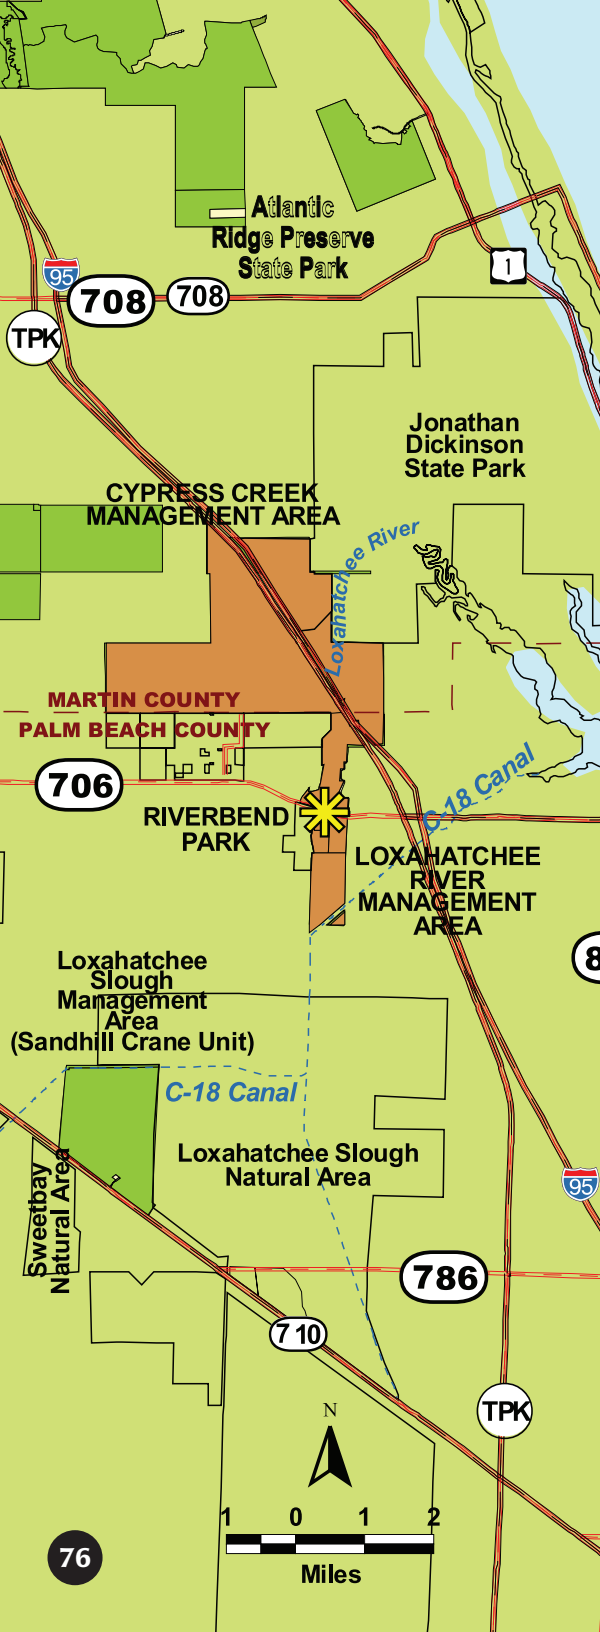 Atlantic
Ridge Preserve
State Park
1
95
708
708
TPK
Jonathan
Dickinson
State Park
CYPRESS CREEK
MANAGEMENT AREA
Loxahatchee River
MARTIN COUNTY
PALM BEACH COUNTY
706
C-18 Canal
RIVERBEND
PARK
LOXAHATCHEE
RIVER
MANAGEMENT
AREA
8
Loxahatchee
Slough
Management
Area
(Sandhill Crane Unit)
C-18 Canal
Loxahatchee Slough
Natural Area
Sweetbay
Natural Area
95
786
710
TPK
N
1 0 1 2
Miles
76